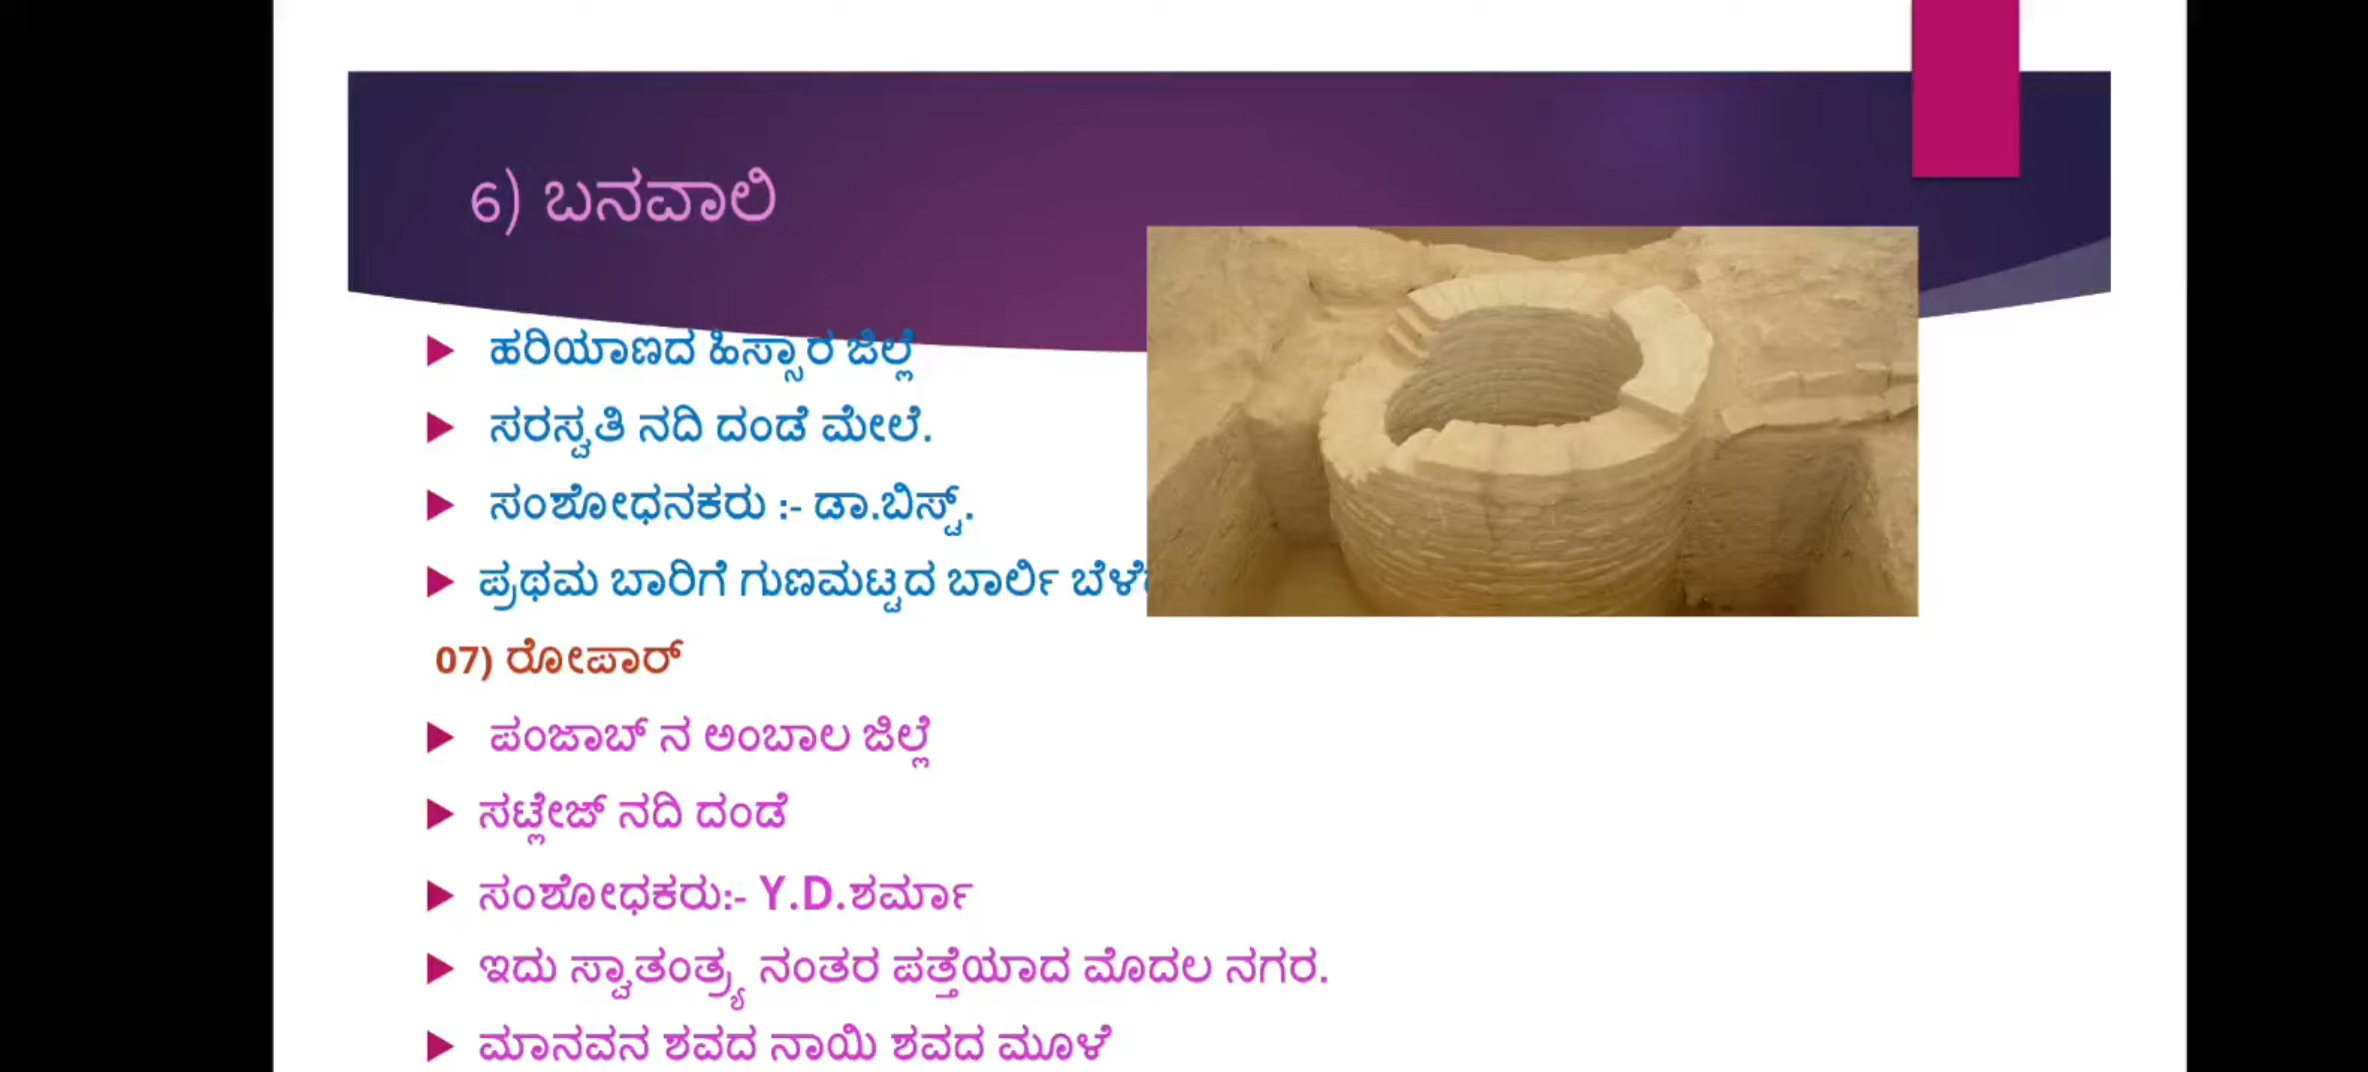 6) ಬನವಾಲಿ
ಹರಿಯಾಣದ ಹಿಸ್ಸಾರ ಜಿಲ್ಲೆ
ಸರಸ್ವತಿ ನದಿ ದಂಡೆ ಮೇಲೆ.
ಸಂಶೋಧನಕರು :- ಡಾ.ಬಿಸ್ಟ್.
ಪ್ರಥಮ ಬಾರಿಗೆ ಗುಣಮಟ್ಟದ ಬಾರ್ಲಿ
07) ರೋಪಾರ್
ಪಂಜಾಬ್ ನ ಅಂಬಾಲ ಜಿಲ್ಲೆ
ಸಟ್ಲೇಜ್ ನದಿ ದಂಡೆ
ಸಂಶೋಧಕರು:- Y.D.ಶರ್ಮಾ
ಇದು ಸ್ವಾತಂತ್ರ್ಯ ನಂತರ ಪತ್ತೆಯಾದ ಮೊದಲ ನಗರ.
ಮಾನವನ ಶವದ ನಾಯಿ ಶವದ ಮೂಳೆ